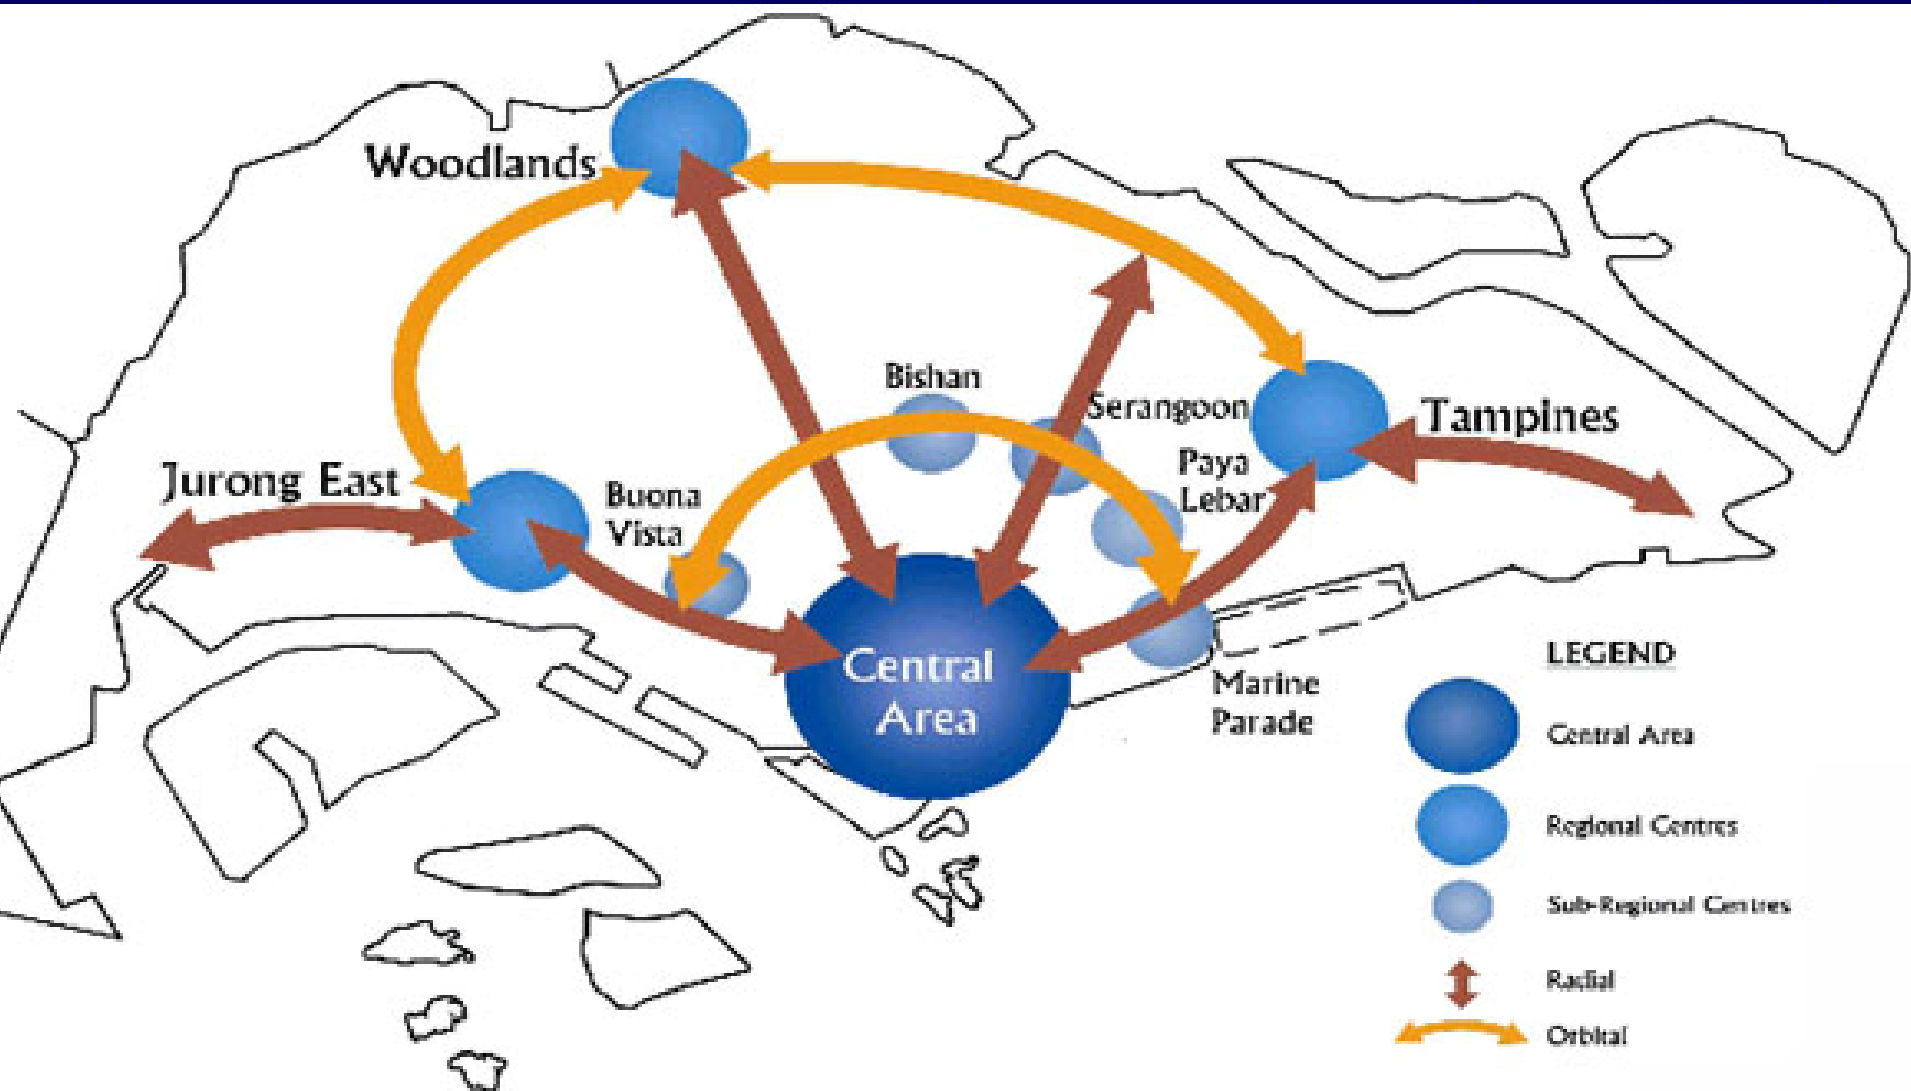 Woodlands
Bishan
Serangoon
Tampines
Paya
Lebar
Jurong East
Buona
Vista
Central
Area
Marine
Parade
LEGEND
Central Area
Regional Centres
Sub-Regional Centres
Radial
Orbital